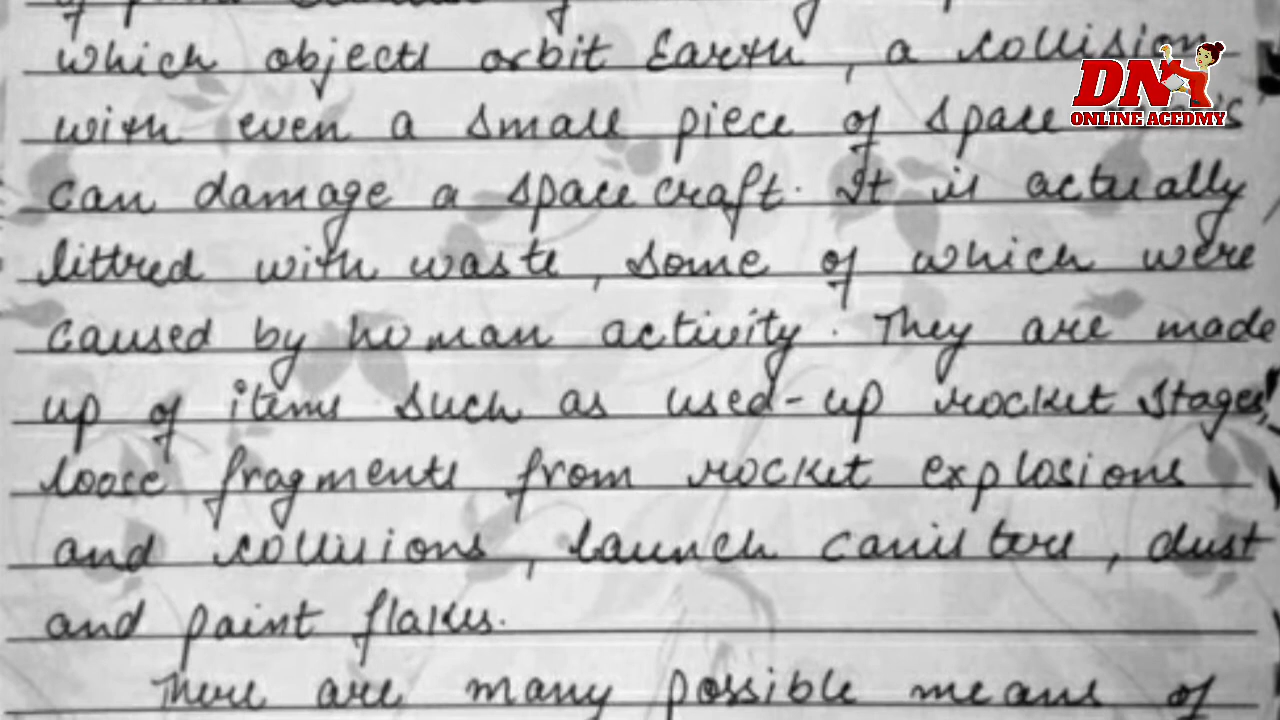 which objects orbit Earth, a collision
with even a small piece of space
can damage a spacecraft. It is actually
littred with waste, some of which were
caused by human activity. They are made
up of items such as used-up rocket stages,
loose fragments from rocket explosions
and collisions, launch canisters, dust
and paint flakes.
There are many possible means of
DN
ONLINE ACEDMY